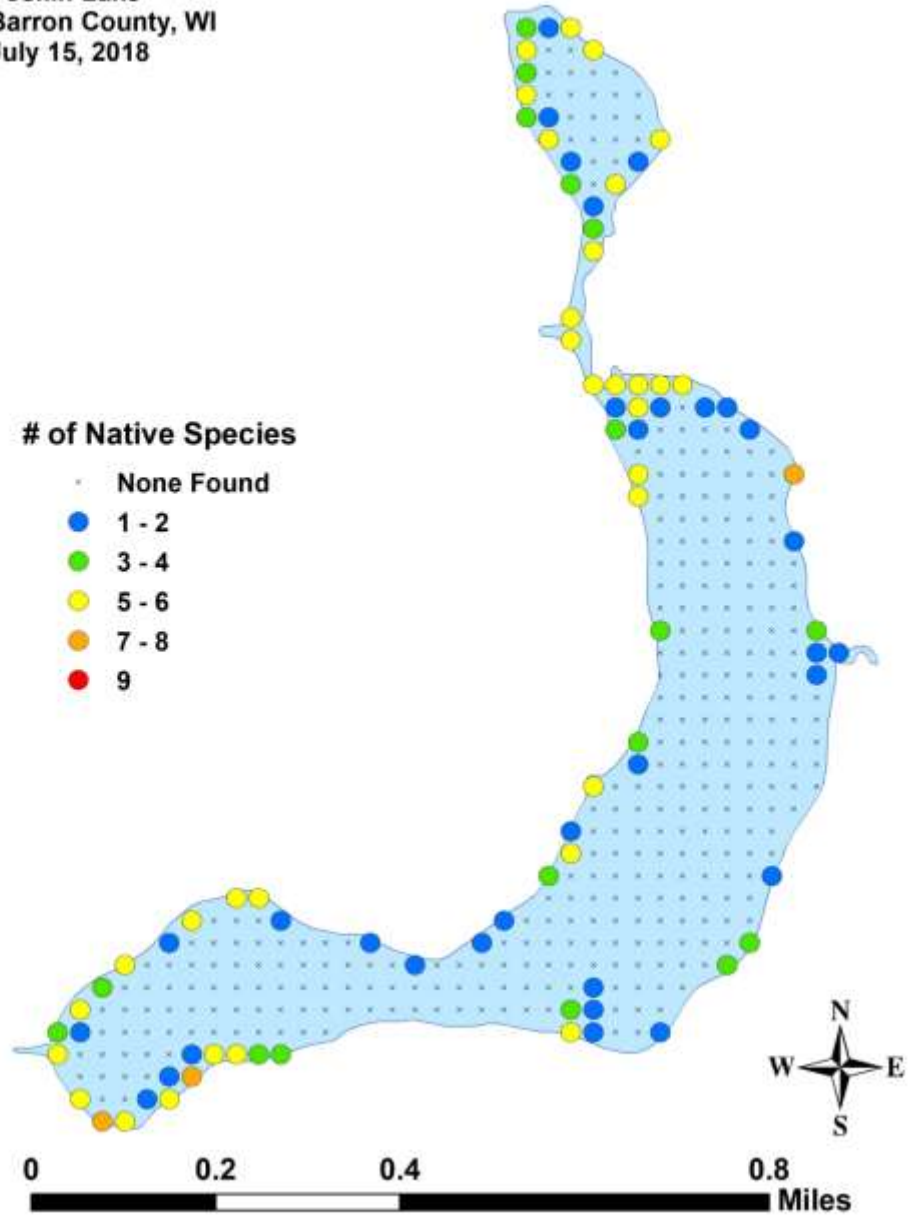 Barron County, WI
July 15, 2018
# of Native Species
None Found
1 - 2
3 - 4
5 - 6
7 - 8
9
N
W E
S
0 0.2 0.4 0.8
Miles